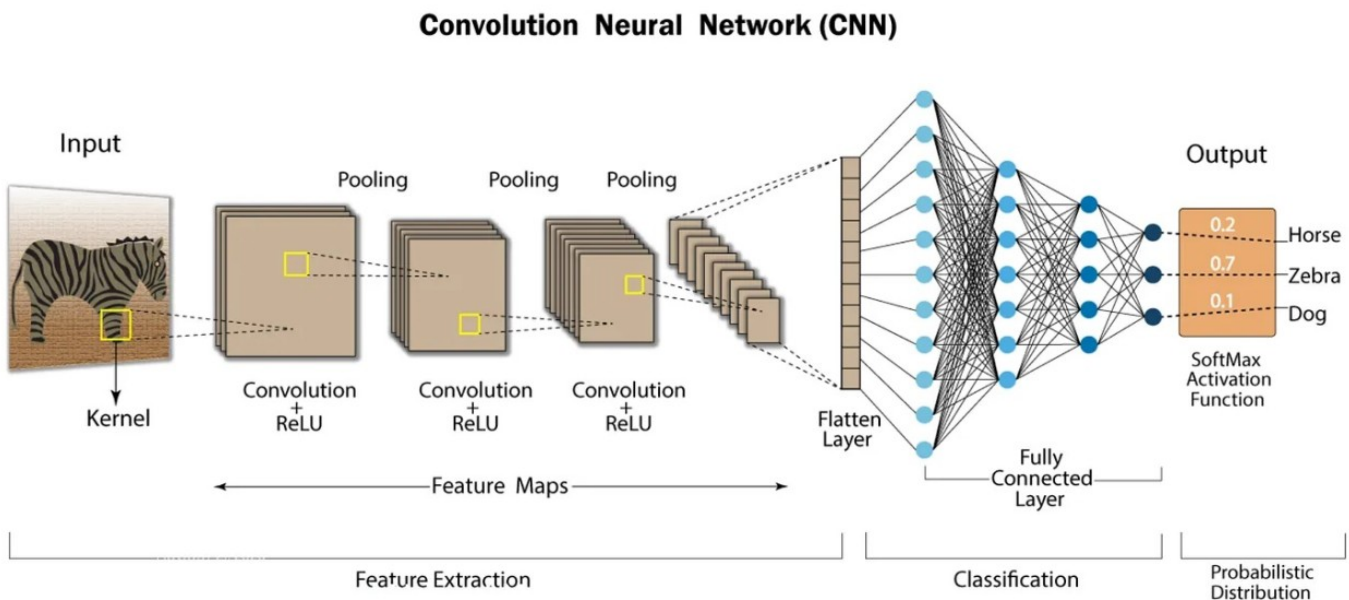 Convolution Neural Network (CNN)
Input
Kernel
Pooling
Pooling
Pooling
Convolution
+
ReLU
Convolution
+
ReLU
Convolution
+
ReLU
Feature Maps
Flatten
Layer
Fully
Connected
Layer
Output
0.2
Horse
0.7
Zebra
0.1
Dog
SoftMax
Activation
Function
Feature Extraction
Classification
Probabilistic
Distribution